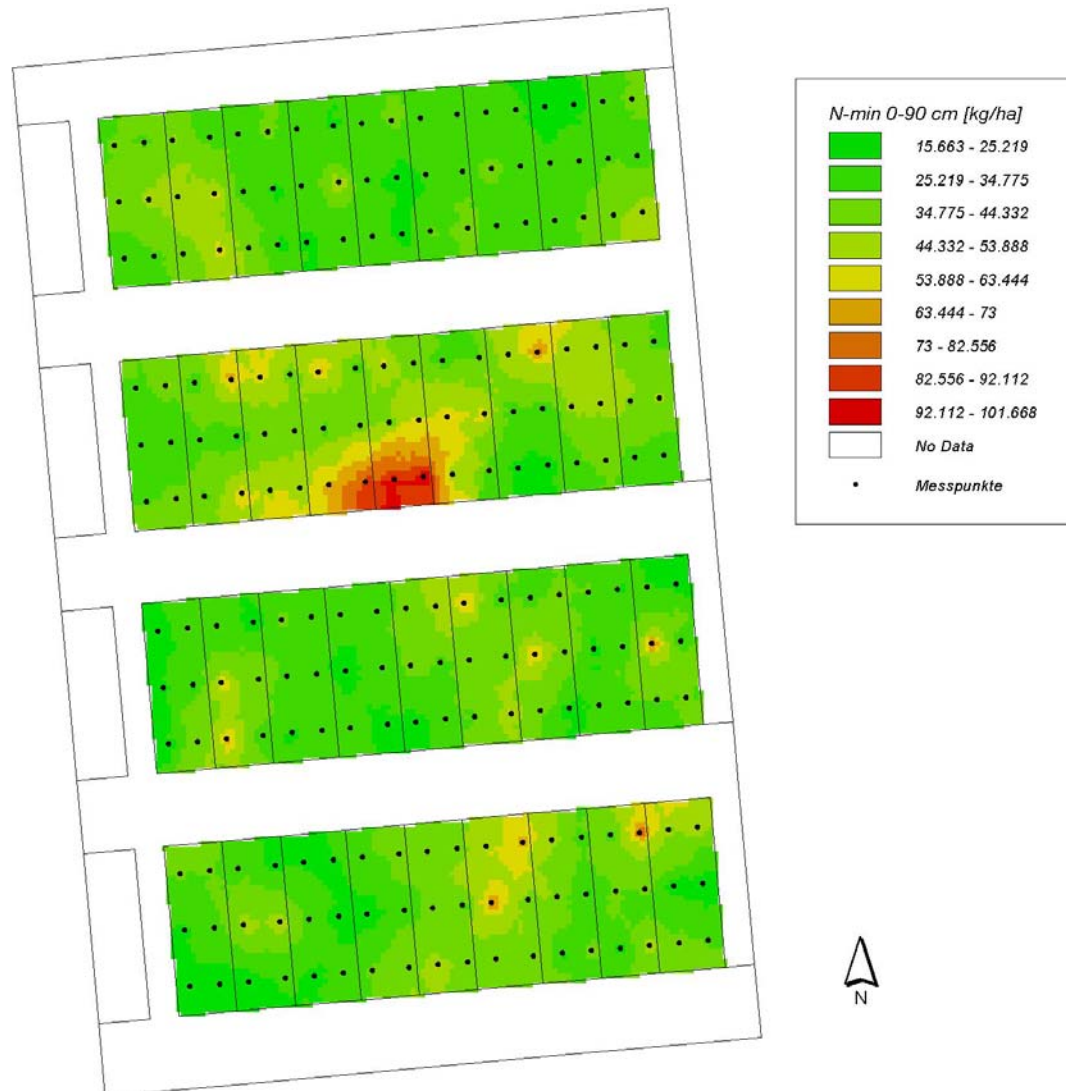 N-min 0-90 cm [kg/ha]
15.663 - 25.219
25.219 - 34.775
34.775 - 44.332
44.332 - 53.888
53.888 - 63.444
63.444 - 73
73 - 82.556
82.556 - 92.112
92.112 - 101.668
No Data
Messpunkte
N